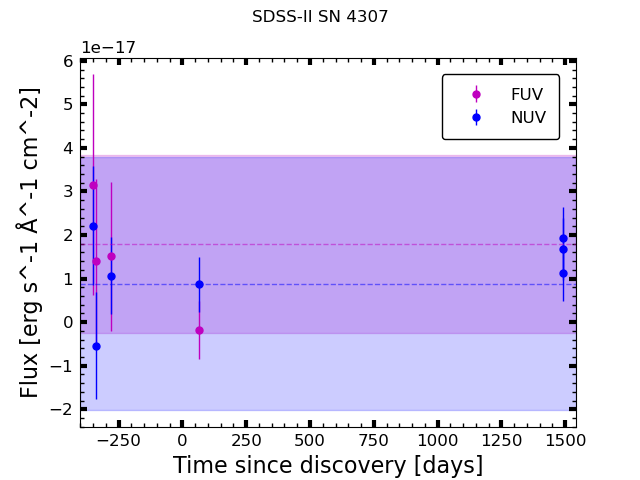 SDSS-II SN 4307
1e−17
6
5
4
3
2
1
0
−1
−2
Flux [erg s^-1 Å^-1 cm^-2]
FUV
NUV
−250 0 250 500 750 1000 1250 1500
Time since discovery [days]